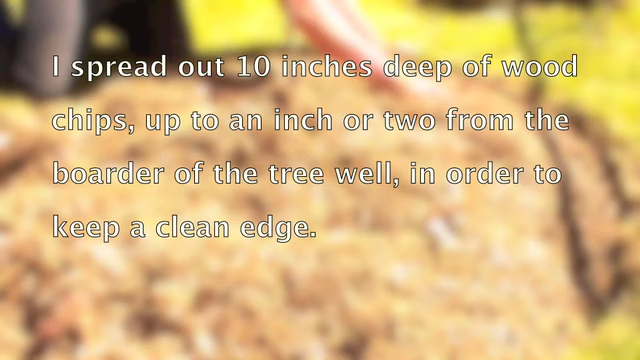 I spread out 10 inches deep of wood
chips, up to an inch or two from the
boarder of the tree well, in order to
keep a clean edge.